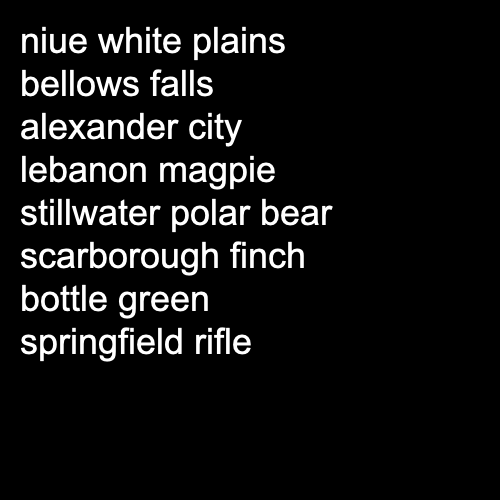 niue white plains
bellows falls
alexander city
lebanon magpie
stillwater polar bear
scarborough finch
bottle green
springfield rifle